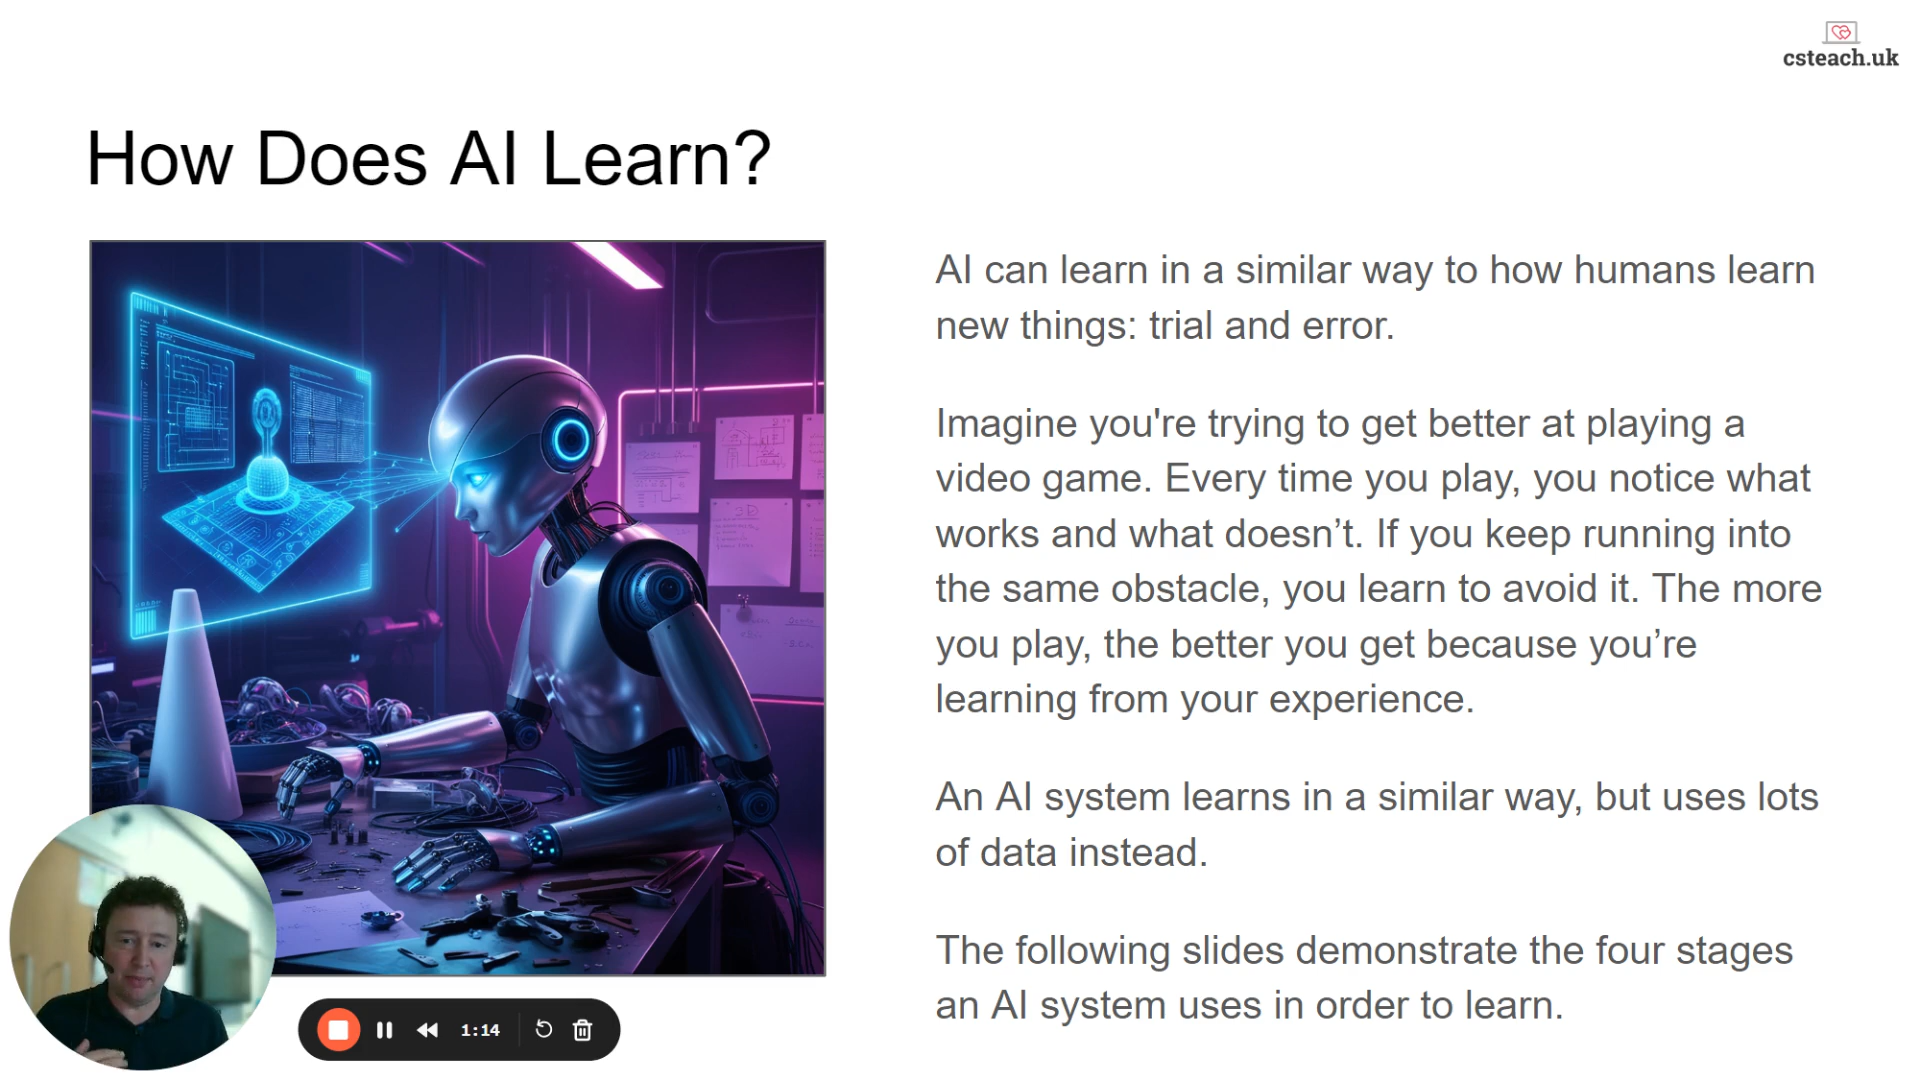 csteach.uk
How Does AI Learn?
AI can learn in a similar way to how humans learn
new things: trial and error.
Imagine you're trying to get better at playing a
video game. Every time you play, you notice what
works and what doesn’t. If you keep running into
the same obstacle, you learn to avoid it. The more
you play, the better you get because you’re
learning from your experience.
An AI system learns in a similar way, but uses lots
of data instead.
The following slides demonstrate the four stages
an AI system uses in order to learn.
1:14